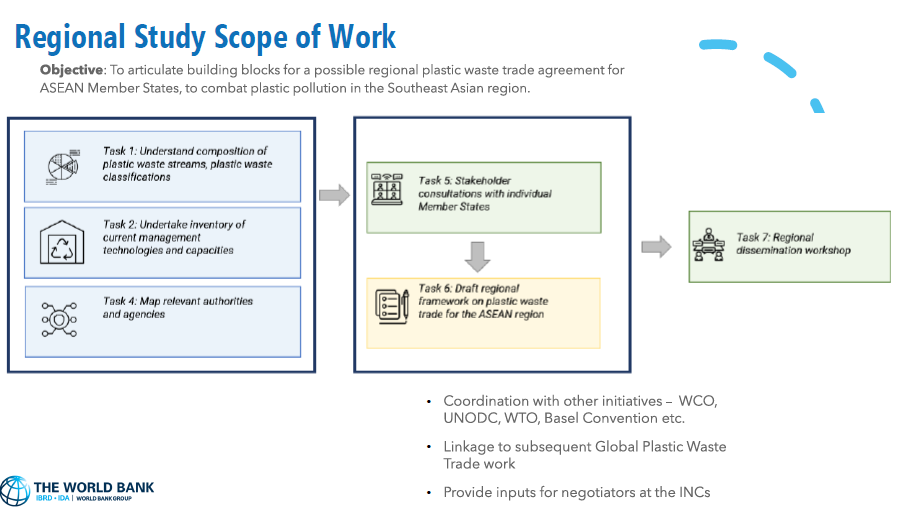 Regional Study Scope of Work
Objective: To articulate building blocks for a possible regional plastic waste trade agreement for
ASEAN Member States, to combat plastic pollution in the Southeast Asian region.
Task 1: Understand composition of
plastic waste streams, plastic waste
classifications
Task 2: Undertake inventory of
current management
technologies and capacities
Task 4: Map relevant authorities
and agencies
Task 5: Stakeholder
consultations with individual
Member States
Task 6: Draft regional
framework on plastic waste
trade for the ASEAN region
Task 7: Regional
dissemination workshop
• Coordination with other initiatives – WCO,
UNODC, WTO, Basel Convention etc.
• Linkage to subsequent Global Plastic Waste
Trade work
• Provide inputs for negotiators at the INCs
THE WORLD BANK
IBRD • IDA | WORLD BANK GROUP